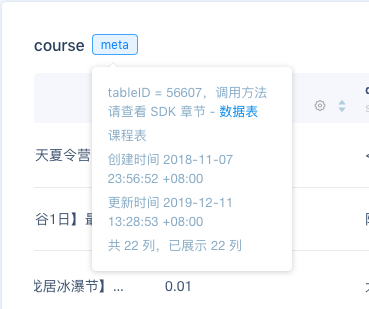 course meta
tableID = 56607，调用方法
请查看 SDK 章节 - 数据表
课程表
创建时间 2018-11-07
23:56:52 +08:00
更新时间 2019-12-11
13:28:53 +08:00
共 22 列，已展示 22 列
天夏令营
谷1日】
龙居冰瀑节】... 0.01